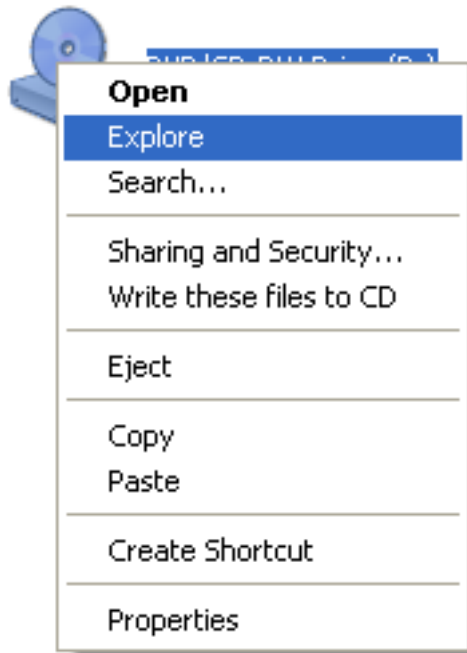 Open
Explore
Search...
Sharing and Security...
Write these files to CD
Eject
Copy
Paste
Create Shortcut
Properties